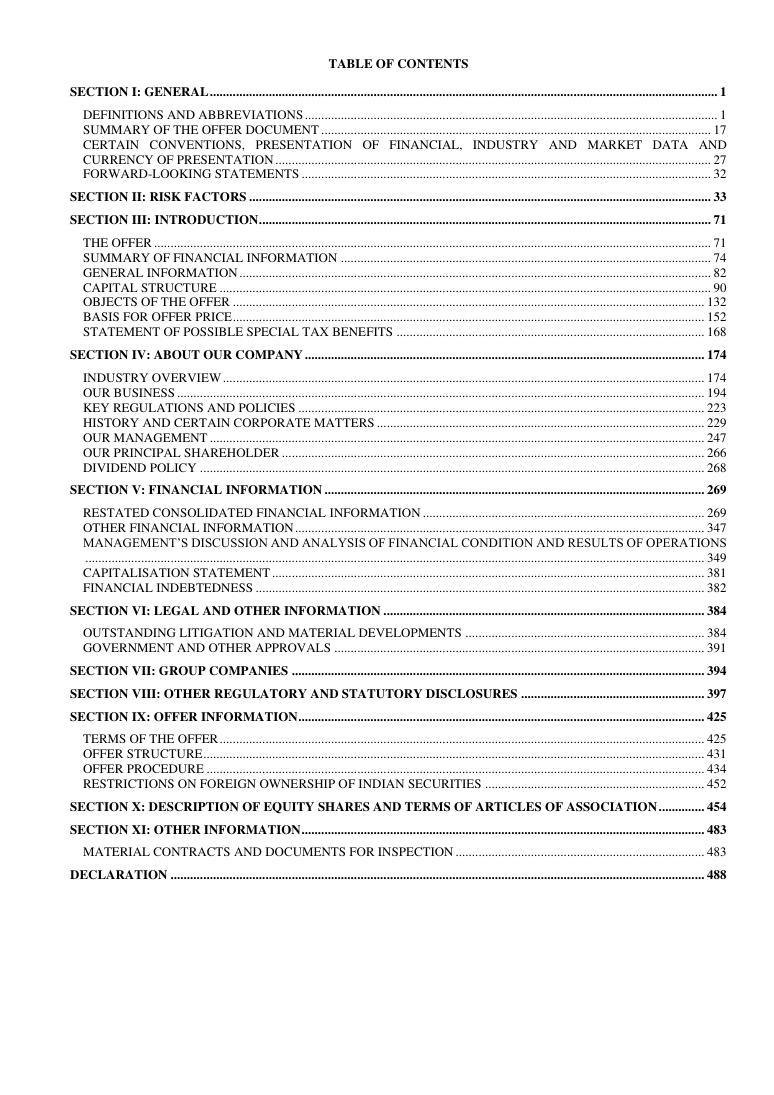 TABLE OF CONTENTS
SECTION I: GENERAL ... 1
DEFINITIONS AND ABBREVIATIONS ... 1
SUMMARY OF THE OFFER DOCUMENT ... 17
CERTAIN CONVENTIONS, PRESENTATION OF FINANCIAL, INDUSTRY AND MARKET DATA AND
CURRENCY OF PRESENTATION ... 27
FORWARD-LOOKING STATEMENTS ... 32
SECTION II: RISK FACTORS ... 33
SECTION III: INTRODUCTION ... 71
THE OFFER ... 71
SUMMARY OF FINANCIAL INFORMATION ... 74
GENERAL INFORMATION ... 82
CAPITAL STRUCTURE ... 90
OBJECTS OF THE OFFER ... 132
BASIS FOR OFFER PRICE ... 152
STATEMENT OF POSSIBLE SPECIAL TAX BENEFITS ... 168
SECTION IV: ABOUT OUR COMPANY ... 174
INDUSTRY OVERVIEW ... 174
OUR BUSINESS ... 194
KEY REGULATIONS AND POLICIES ... 223
HISTORY AND CERTAIN CORPORATE MATTERS ... 229
OUR MANAGEMENT ... 247
OUR PRINCIPAL SHAREHOLDER ... 266
DIVIDEND POLICY ... 268
SECTION V: FINANCIAL INFORMATION ... 269
RESTATED CONSOLIDATED FINANCIAL INFORMATION ... 269
OTHER FINANCIAL INFORMATION ... 347
MANAGEMENT'S DISCUSSION AND ANALYSIS OF FINANCIAL CONDITION AND RESULTS OF OPERATIONS
... 349
CAPITALISATION STATEMENT ... 381
FINANCIAL INDEBTEDNESS ... 382
SECTION VI: LEGAL AND OTHER INFORMATION ... 384
OUTSTANDING LITIGATION AND MATERIAL DEVELOPMENTS ... 384
GOVERNMENT AND OTHER APPROVALS ... 391
SECTION VII: GROUP COMPANIES ... 394
SECTION VIII: OTHER REGULATORY AND STATUTORY DISCLOSURES ... 397
SECTION IX: OFFER INFORMATION ... 425
TERMS OF THE OFFER ... 425
OFFER STRUCTURE ... 431
OFFER PROCEDURE ... 434
RESTRICTIONS ON FOREIGN OWNERSHIP OF INDIAN SECURITIES ... 452
SECTION X: DESCRIPTION OF EQUITY SHARES AND TERMS OF ARTICLES OF ASSOCIATION ... 454
SECTION XI: OTHER INFORMATION ... 483
MATERIAL CONTRACTS AND DOCUMENTS FOR INSPECTION ... 483
DECLARATION ... 488